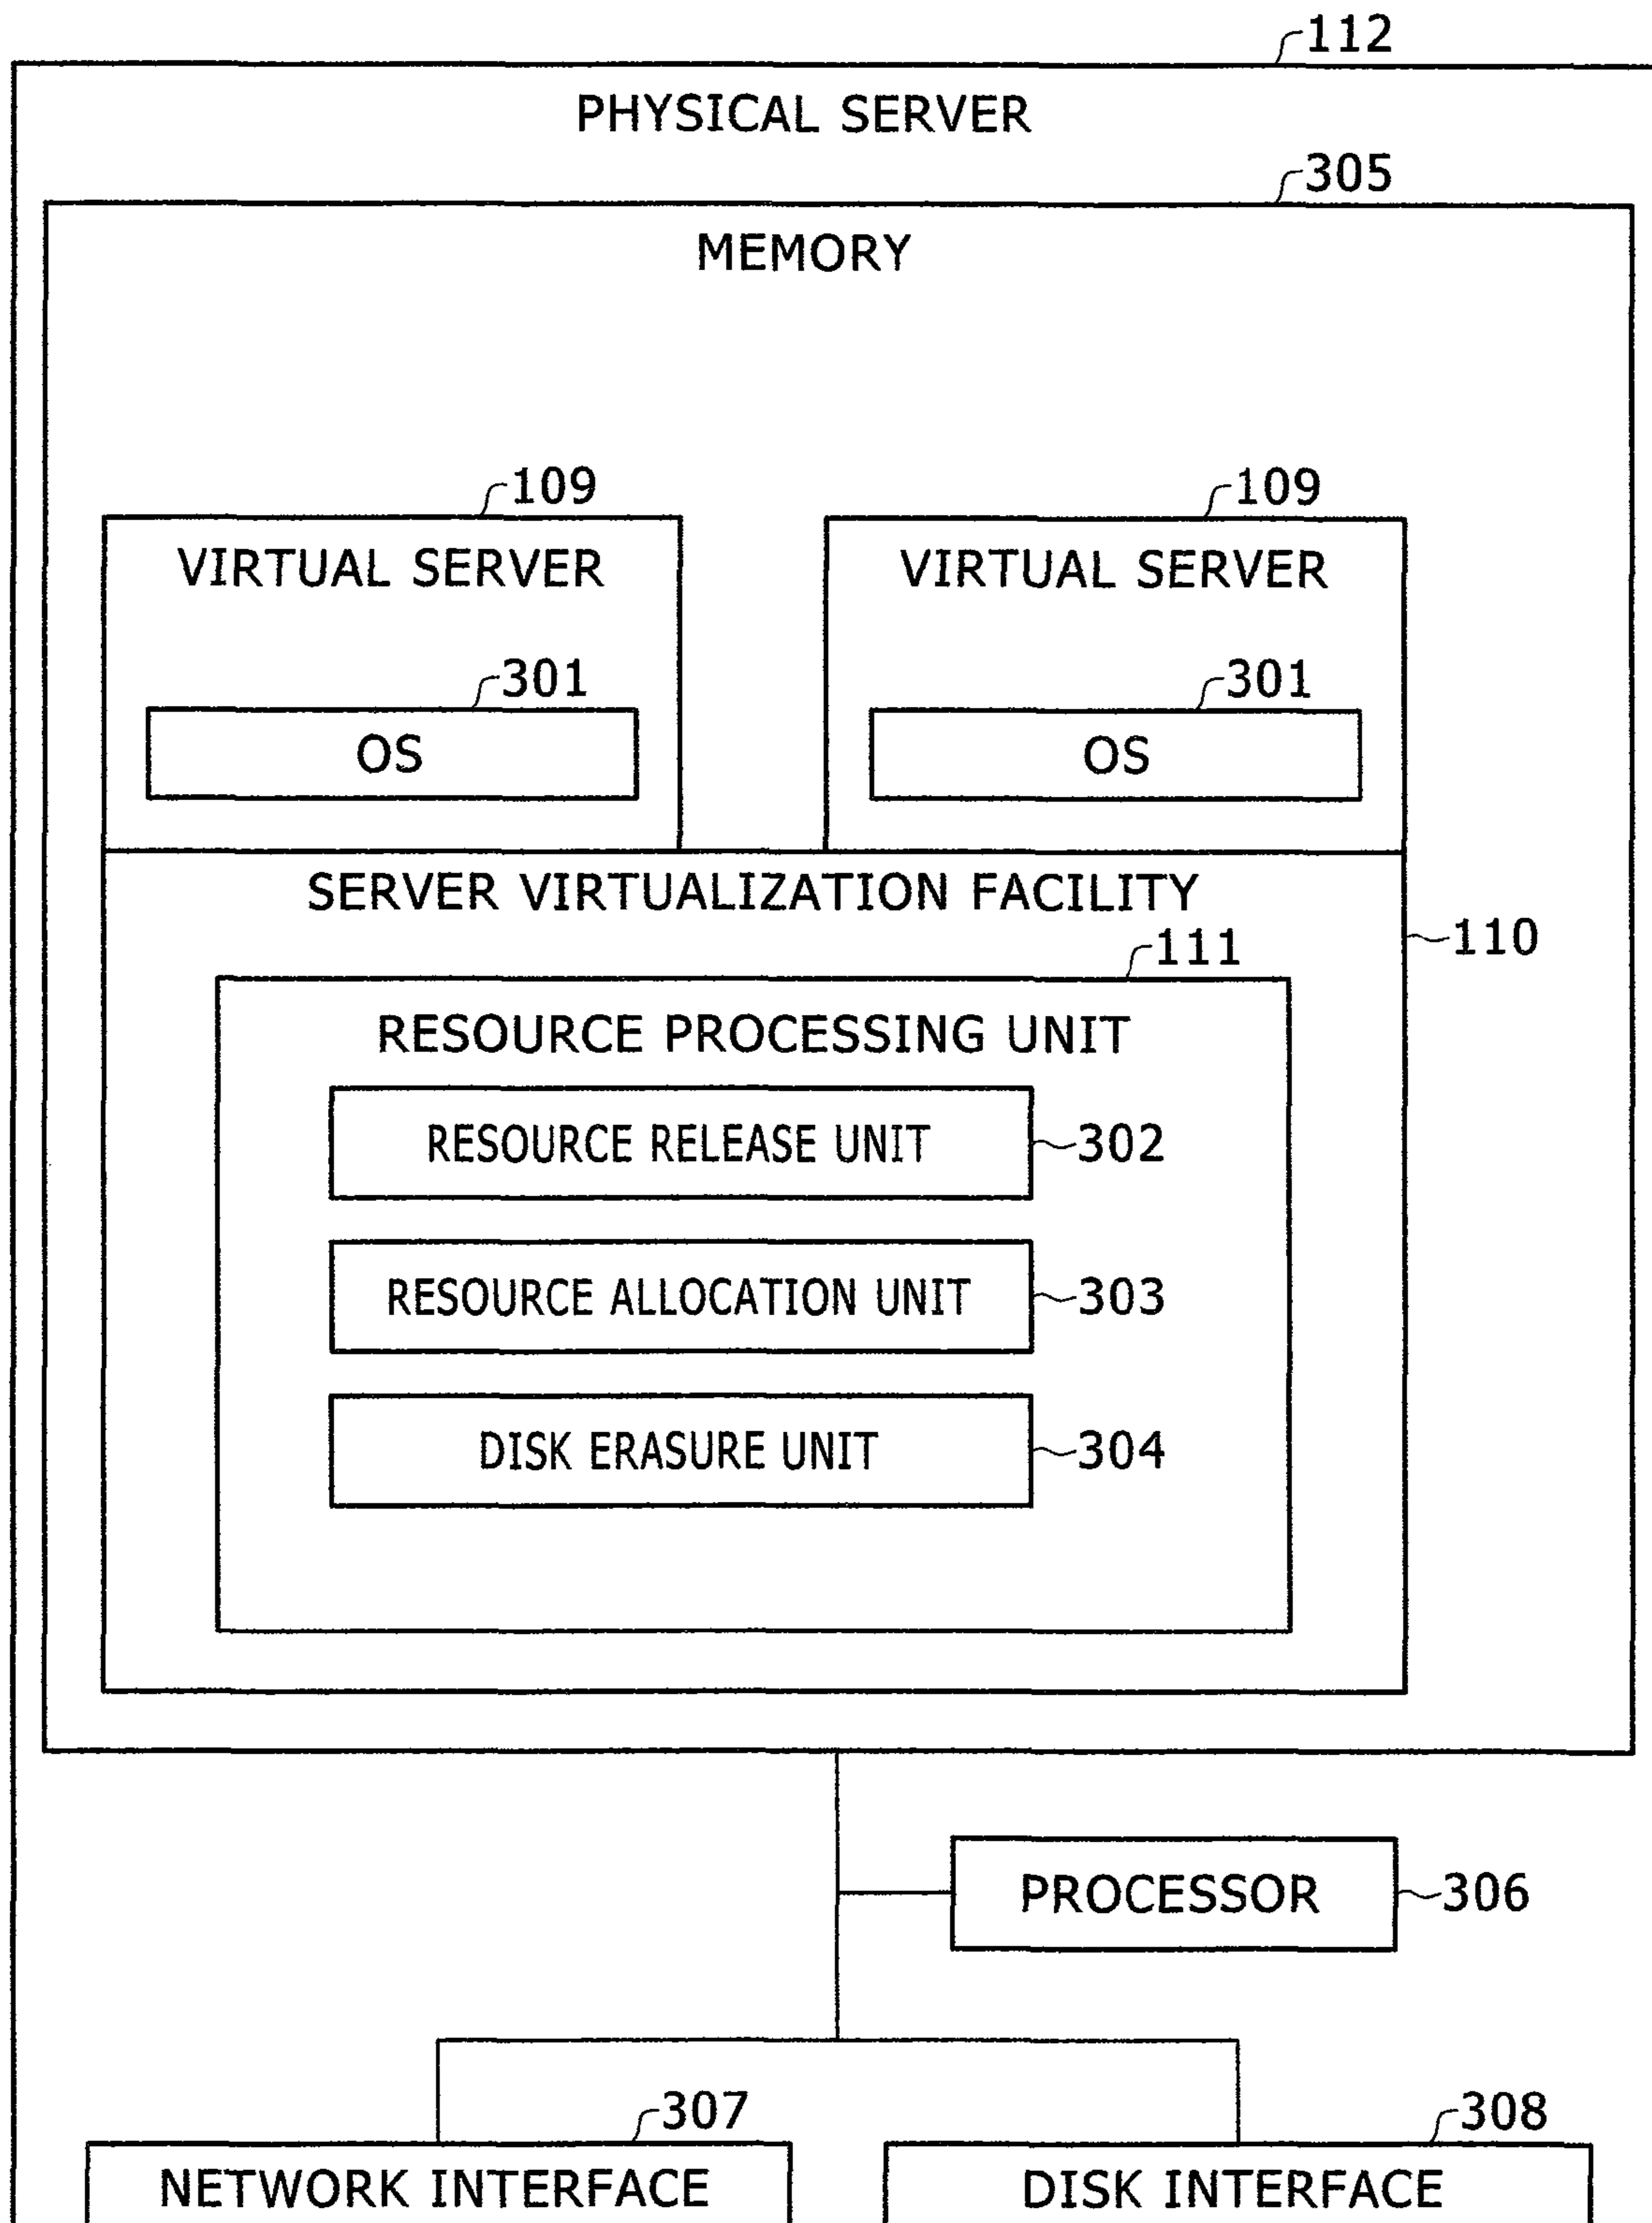 112
PHYSICAL SERVER
305
MEMORY
109
109
VIRTUAL SERVER
VIRTUAL SERVER
301
301
OS
OS
SERVER VIRTUALIZATION FACILITY
110
111
RESOURCE PROCESSING UNIT
RESOURCE RELEASE UNIT
302
RESOURCE ALLOCATION UNIT
303
DISK ERASURE UNIT
304
PROCESSOR
306
307
308
NETWORK INTERFACE
DISK INTERFACE